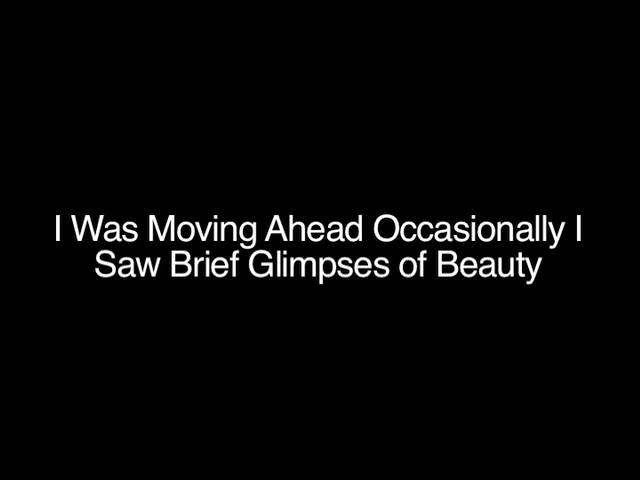 I Was Moving Ahead Occasionally I
Saw Brief Glimpses of Beauty